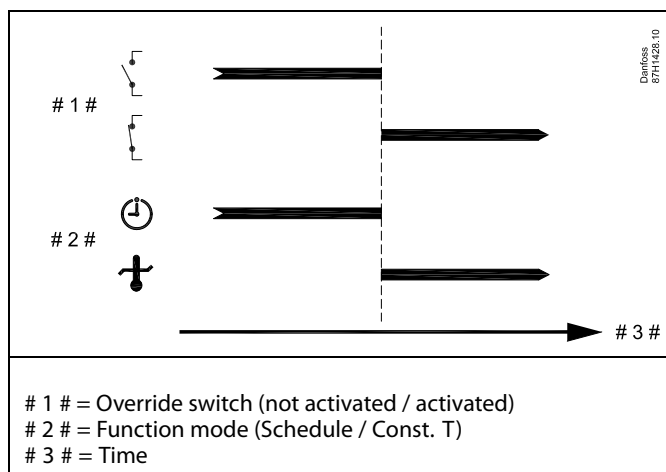 Danfoss
87H1428.10
# 1 #
# 2 #
# 3 #
# 1 # = Override switch (not activated / activated)
# 2 # = Function mode (Schedule / Const. T)
# 3 # = Time